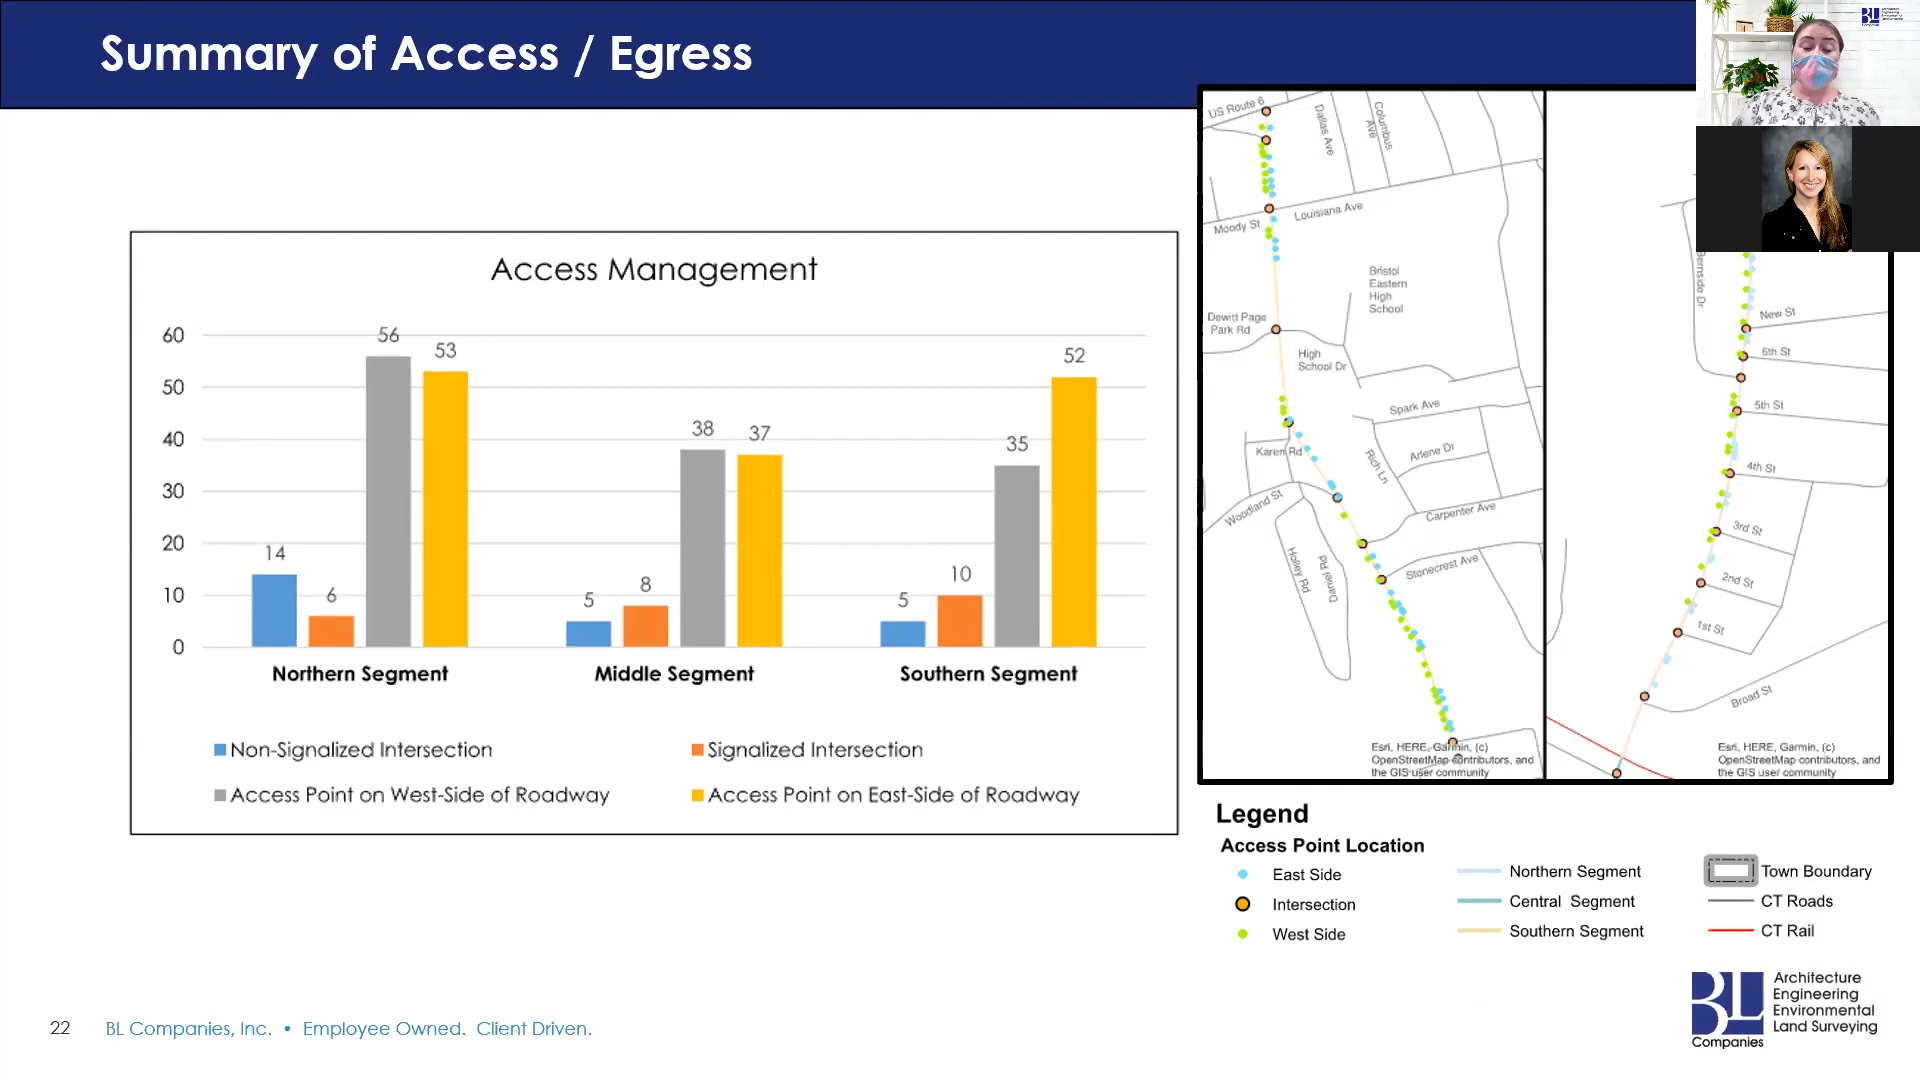 Summary of Access / Egress
Access Management
60
50
40
30
20
10
0
14
6
56
53
5
8
38
37
5
10
35
52
Northern Segment
Middle Segment
Southern Segment
Non-Signalized Intersection
Signalized Intersection
Access Point on West-Side of Roadway
Access Point on East-Side of Roadway
US Route 6
Dallas Ave
Columbus
Ave
Louisiana Ave
Moody St
Bristol
Eastern
High
School
Dewitt Page
Park Rd
High
School Dr
Spark Ave
Karen Rd
Rich Ln
Arlene Dr
Woodland St
Carpenter Ave
Holley Rd
Daniel Rd
Stonecrest Ave
Esri, HERE, Garmin, (c)
OpenStreetMap contributors, and
the GIS user community
Bernside Dr
New St
6th St
5th St
4th St
3rd St
2nd St
1st St
Broad St
Esri, HERE, Garmin, (c)
OpenStreetMap contributors, and
the GIS user community
Legend
Access Point Location
East Side
Intersection
West Side
Northern Segment
Central Segment
Southern Segment
Town Boundary
CT Roads
CT Rail
BL
Companies
Architecture
Engineering
Environmental
Land Surveying
22
BL Companies, Inc. • Employee Owned. Client Driven.